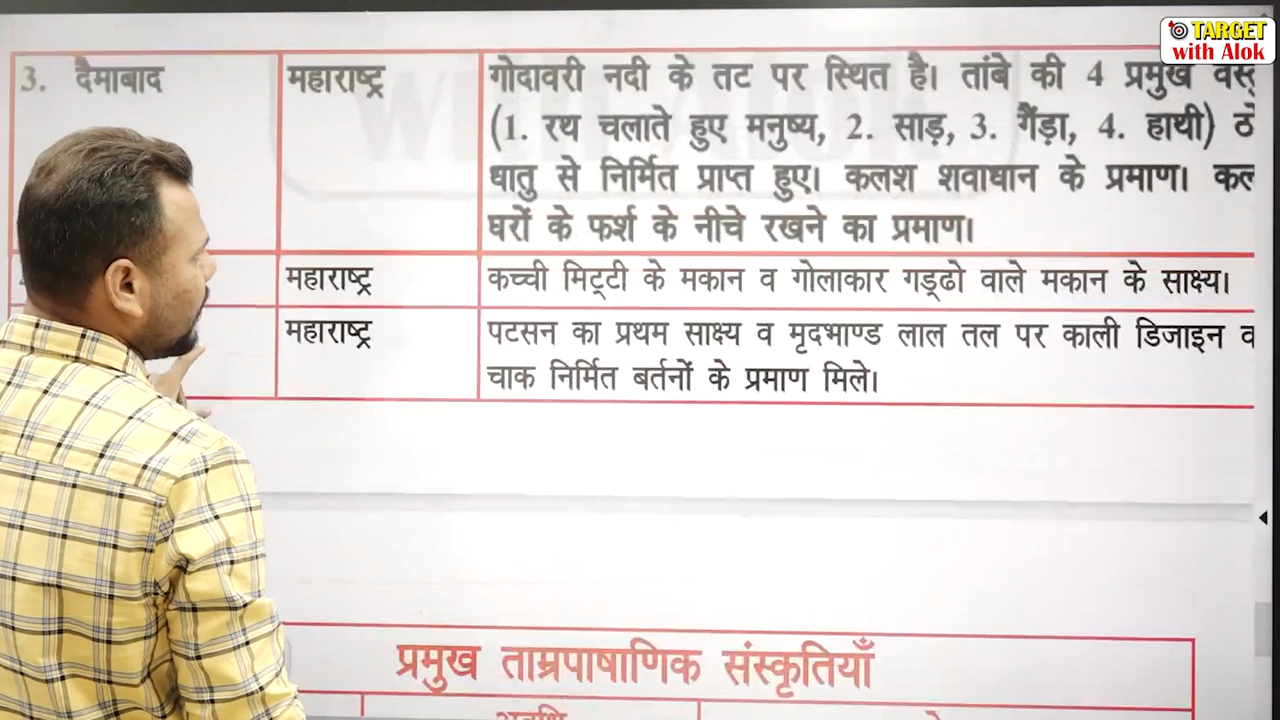 TARGET
with Alok
3. दैमाबाद
महाराष्ट्र
गोदावरी नदी के तट पर स्थित है। तांबे की 4 प्रमुख
(1. रथ चलाते हुए मनुष्य, 2. साड़, 3. गैंड़ा, 4. हाथी)
धातु से निर्मित प्राप्त हुए। कलश शवाधान के प्रमाण।
घरों के फर्श के नीचे रखने का प्रमाण।
महाराष्ट्र
कच्ची मिट्टी के मकान व गोलाकार गड्ढो वाले मकान के साक्ष्य।
महाराष्ट्र
पटसन का प्रथम साक्ष्य व मृदभाण्ड लाल तल पर काली डिजाइन
चाक निर्मित बर्तनों के प्रमाण मिले।
प्रमुख ताम्रपाषाणिक संस्कृतियाँ